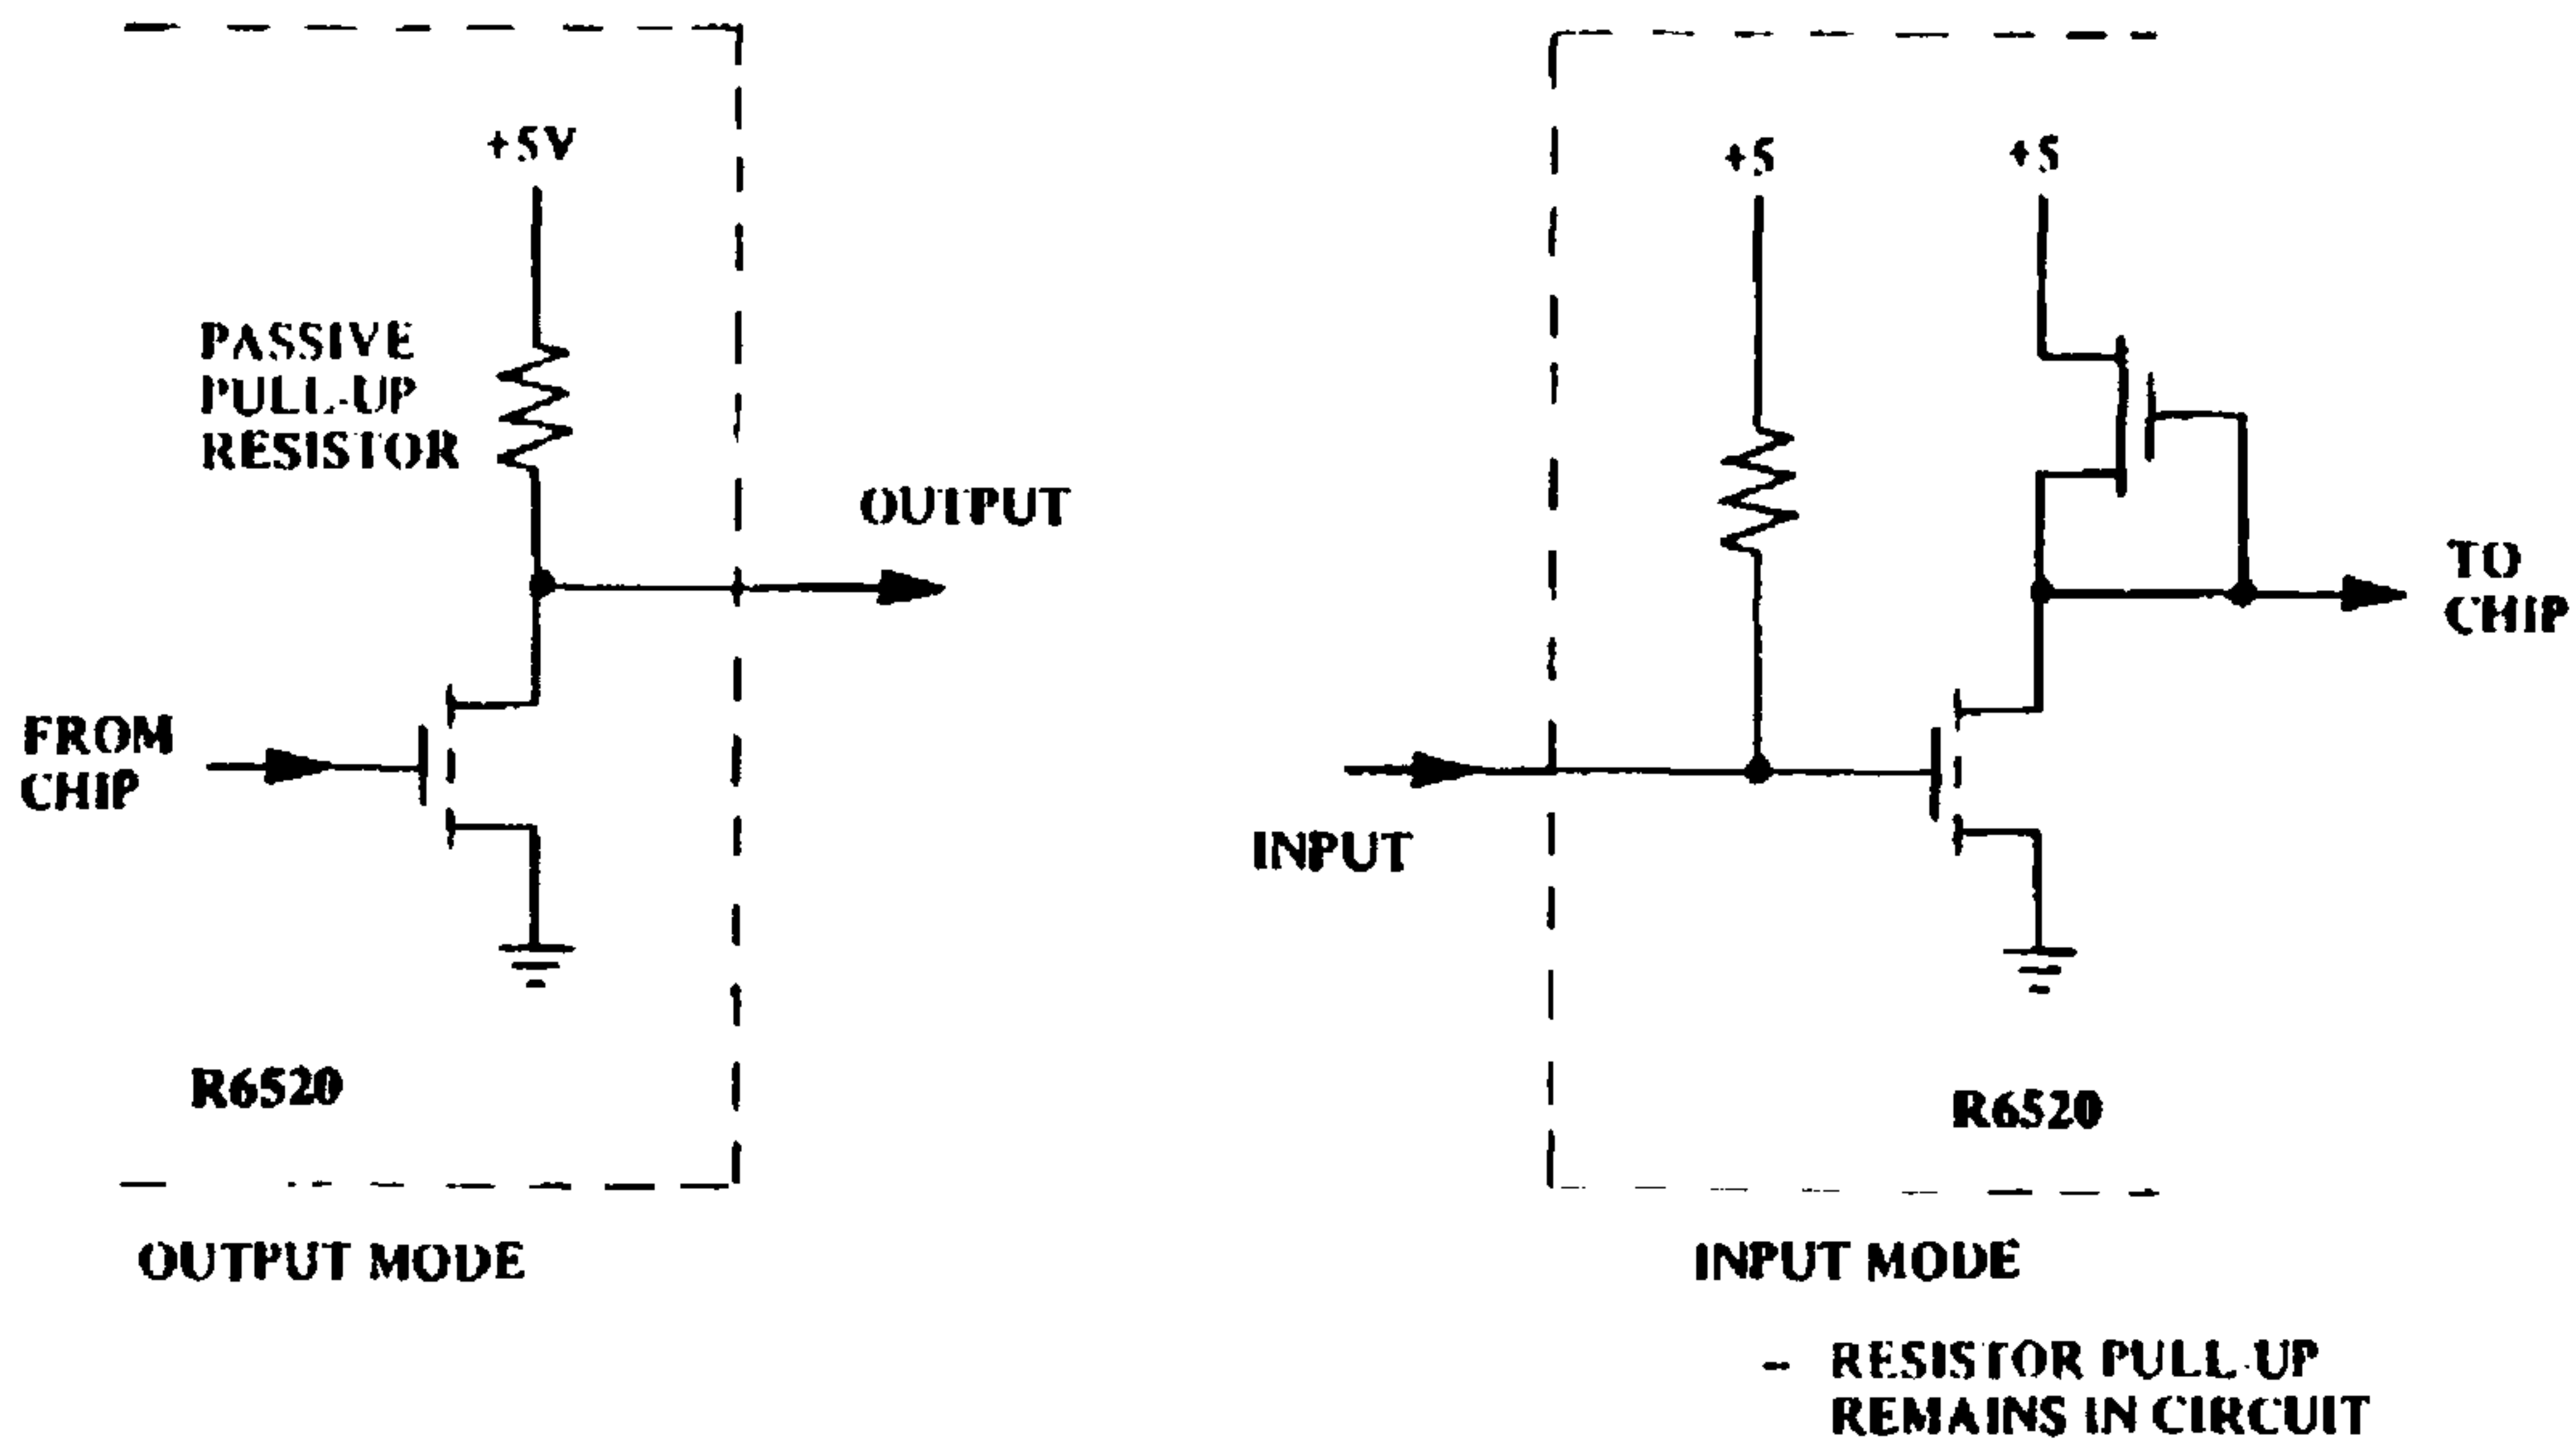 +5V
PASSIVE
PULL-UP
RESISTOR
OUTPUT
FROM
CHIP
R6520
OUTPUT MODE
+5
+5
TO
CHIP
INPUT
R6520
INPUT MODE
– RESISTOR PULL-UP
REMAINS IN CIRCUIT